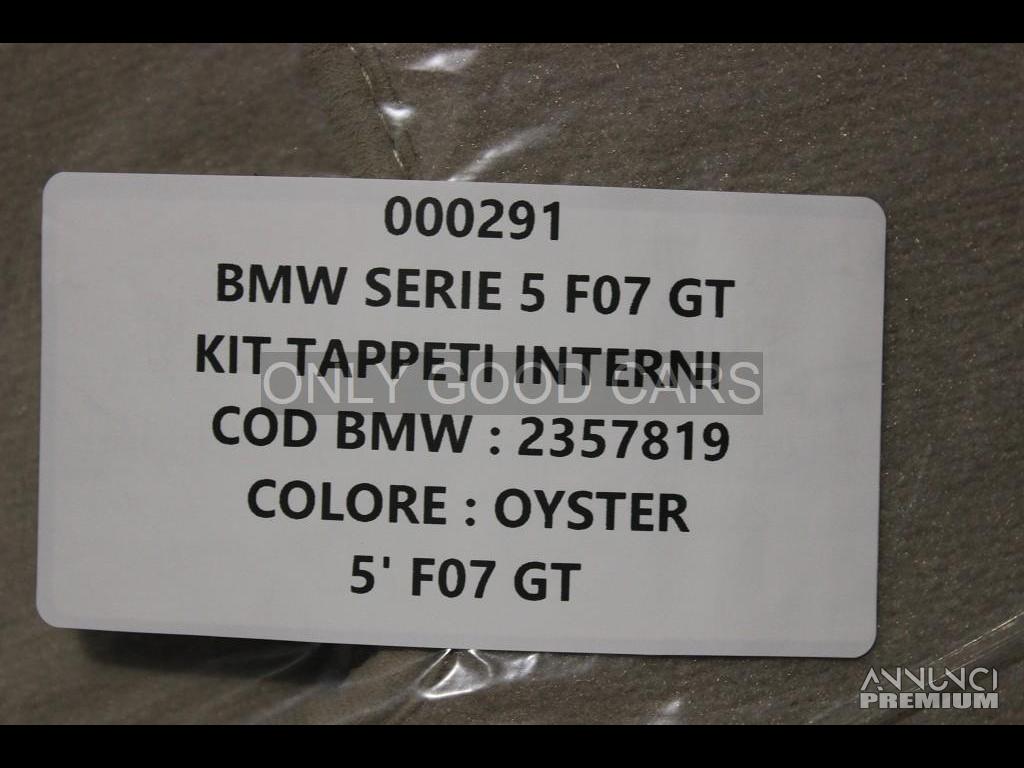 000291
BMW SERIE 5 F07 GT
KIT TAPPETI INTERNI
ONLY GOOD CARS
COD BMW : 2357819
COLORE : OYSTER
5' F07 GT
ANNUNCI
PREMIUM